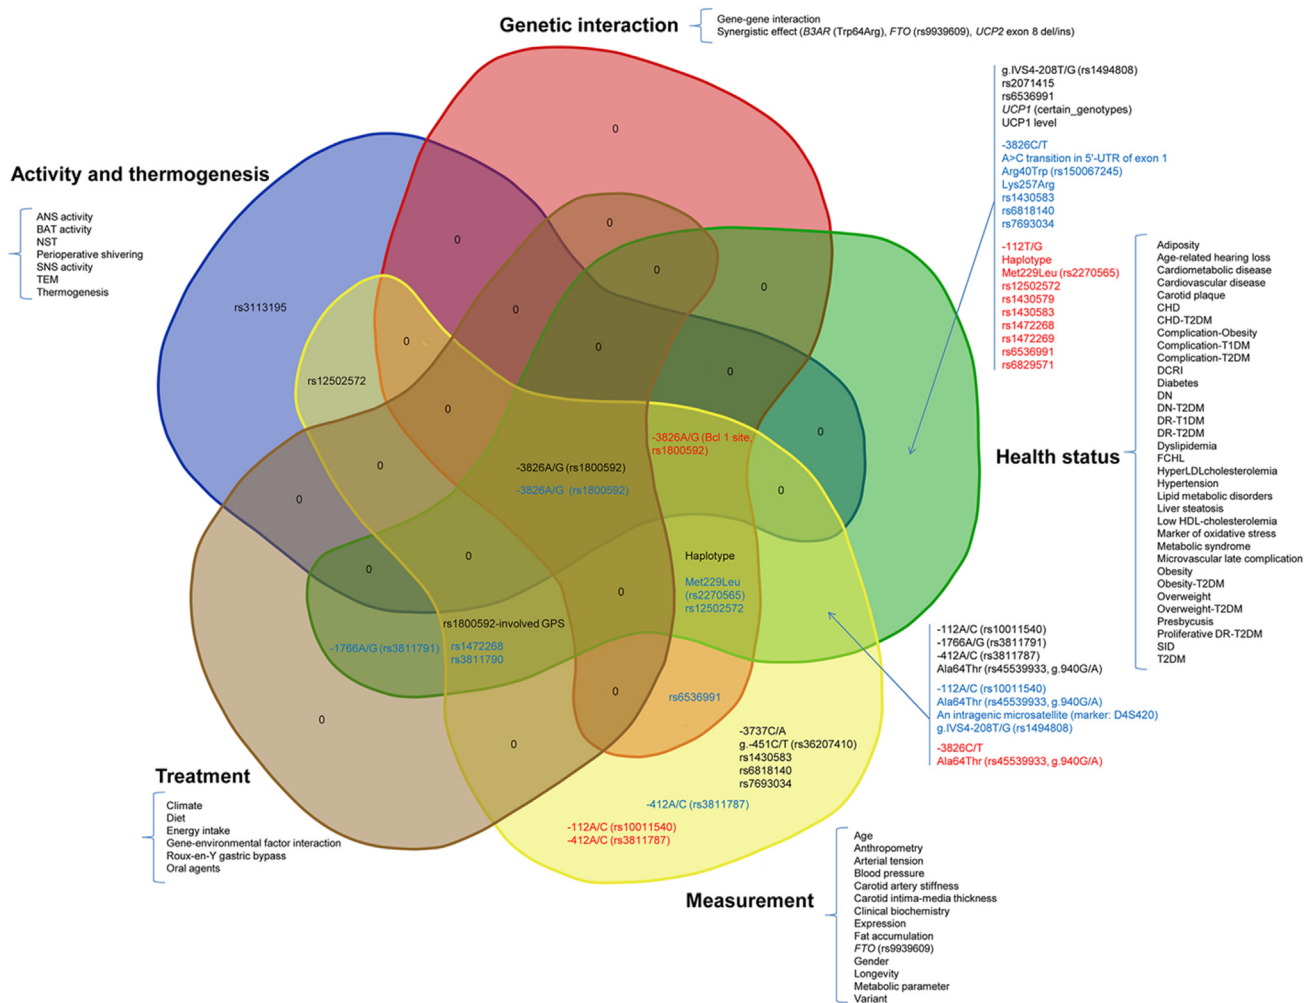 Genetic interaction
Gene-gene interaction
Synergistic effect (B3AR (Trp64Arg), FTO (rs9939609), UCP2 exon 8 del/ins)
g.IVS4-208T/G (rs1494808)
rs2071415
rs6536991
UCP1 (certain_genotypes)
UCP1 level
-3826C/T
A>C transition in 5'-UTR of exon 1
Arg40Trp (rs150067245)
Lys257Arg
rs1430583
rs6818140
rs7693034
-112T/G
Haplotype
Met229Leu (rs2270565)
rs12502572
rs1430579
rs1430583
rs1472268
rs1472269
rs6536991
rs6829571
Activity and thermogenesis
ANS activity
BAT activity
NST
Perioperative shivering
SNS activity
TEM
Thermogenesis
Health status
Adiposity
Age-related hearing loss
Cardiometabolic disease
Cardiovascular disease
Carotid plaque
CHD
CHD-T2DM
Complication-Obesity
Complication-T1DM
Complication-T2DM
DCRI
Diabetes
DN
DN-T2DM
DR-T1DM
DR-T2DM
Dyslipidemia
FCHL
HyperLDLcholesterolemia
Hypertension
Lipid metabolic disorders
Liver steatosis
Low HDL-cholesterolemia
Marker of oxidative stress
Metabolic syndrome
Microvascular late complication
Obesity
Obesity-T2DM
Overweight
Overweight-T2DM
Presbycusis
Proliferative DR-T2DM
SID
T2DM
0
0
0
0
0
rs3113195
0
0
0
0
rs12502572
0
0
-3826A/G (Bcl 1 site,
rs1800592)
0
-3826A/G (rs1800592)
-3826A/G (rs1800592)
0
0
0
0
Haplotype
Met229Leu
(rs2270565)
rs12502572
0
rs1800592-involved GPS
-1766A/G (rs3811791)
rs1472268
rs3811790
0
rs6536991
0
0
-3737C/A
g.-451C/T (rs36207410)
rs1430583
rs6818140
rs7693034
-412A/C (rs3811787)
-112A/C (rs10011540)
-412A/C (rs3811787)
-112A/C (rs10011540)
-1766A/G (rs3811791)
-412A/C (rs3811787)
Ala64Thr (rs45539933, g.940G/A)
-112A/C (rs10011540)
Ala64Thr (rs45539933, g.940G/A)
An intragenic microsatellite (marker: D4S420)
g.IVS4-208T/G (rs1494808)
-3826C/T
Ala64Thr (rs45539933, g.940G/A)
Treatment
Climate
Diet
Energy intake
Gene-environmental factor interaction
Roux-en-Y gastric bypass
Oral agents
Measurement
Age
Anthropometry
Arterial tension
Blood pressure
Carotid artery stiffness
Carotid intima-media thickness
Clinical biochemistry
Expression
Fat accumulation
FTO (rs9939609)
Gender
Longevity
Metabolic parameter
Variant